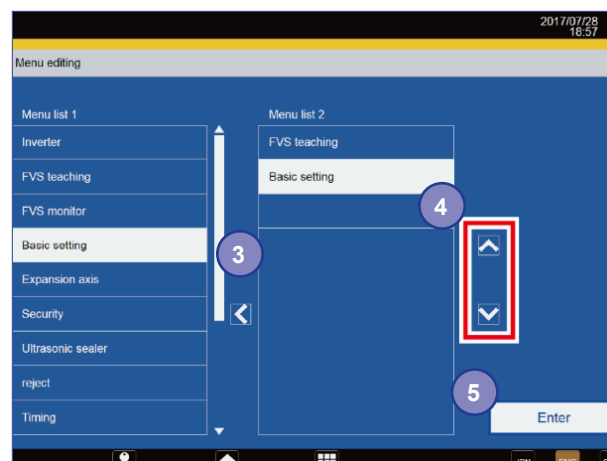 2017/07/28
18:57
Menu editing
Menu list 1
Menu list 2
Inverter
FVS teaching
FVS monitor
Basic setting
Expansion axis
Security
Ultrasonic sealer
reject
Timing
FVS teaching
Basic setting
3
4
5
Enter
ENG